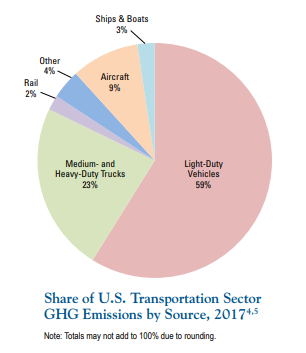 Ships & Boats
3%
Other
4%
Aircraft
9%
Rail
2%
Medium- and
Heavy-Duty Trucks
23%
Light-Duty
Vehicles
59%
Share of U.S. Transportation Sector
GHG Emissions by Source, 2017⁴,⁵
Note: Totals may not add to 100% due to rounding.